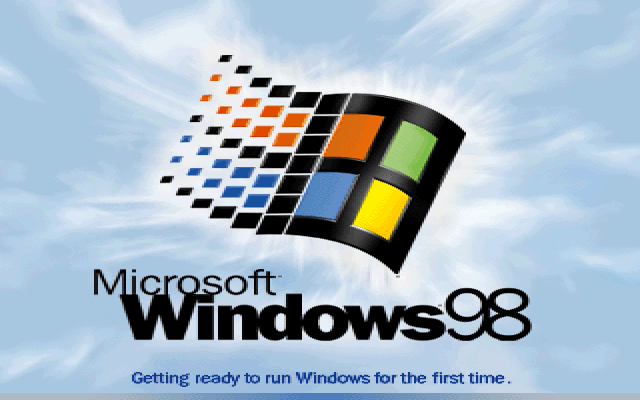 Microsoft
Windows98
Getting ready to run Windows for the first time.